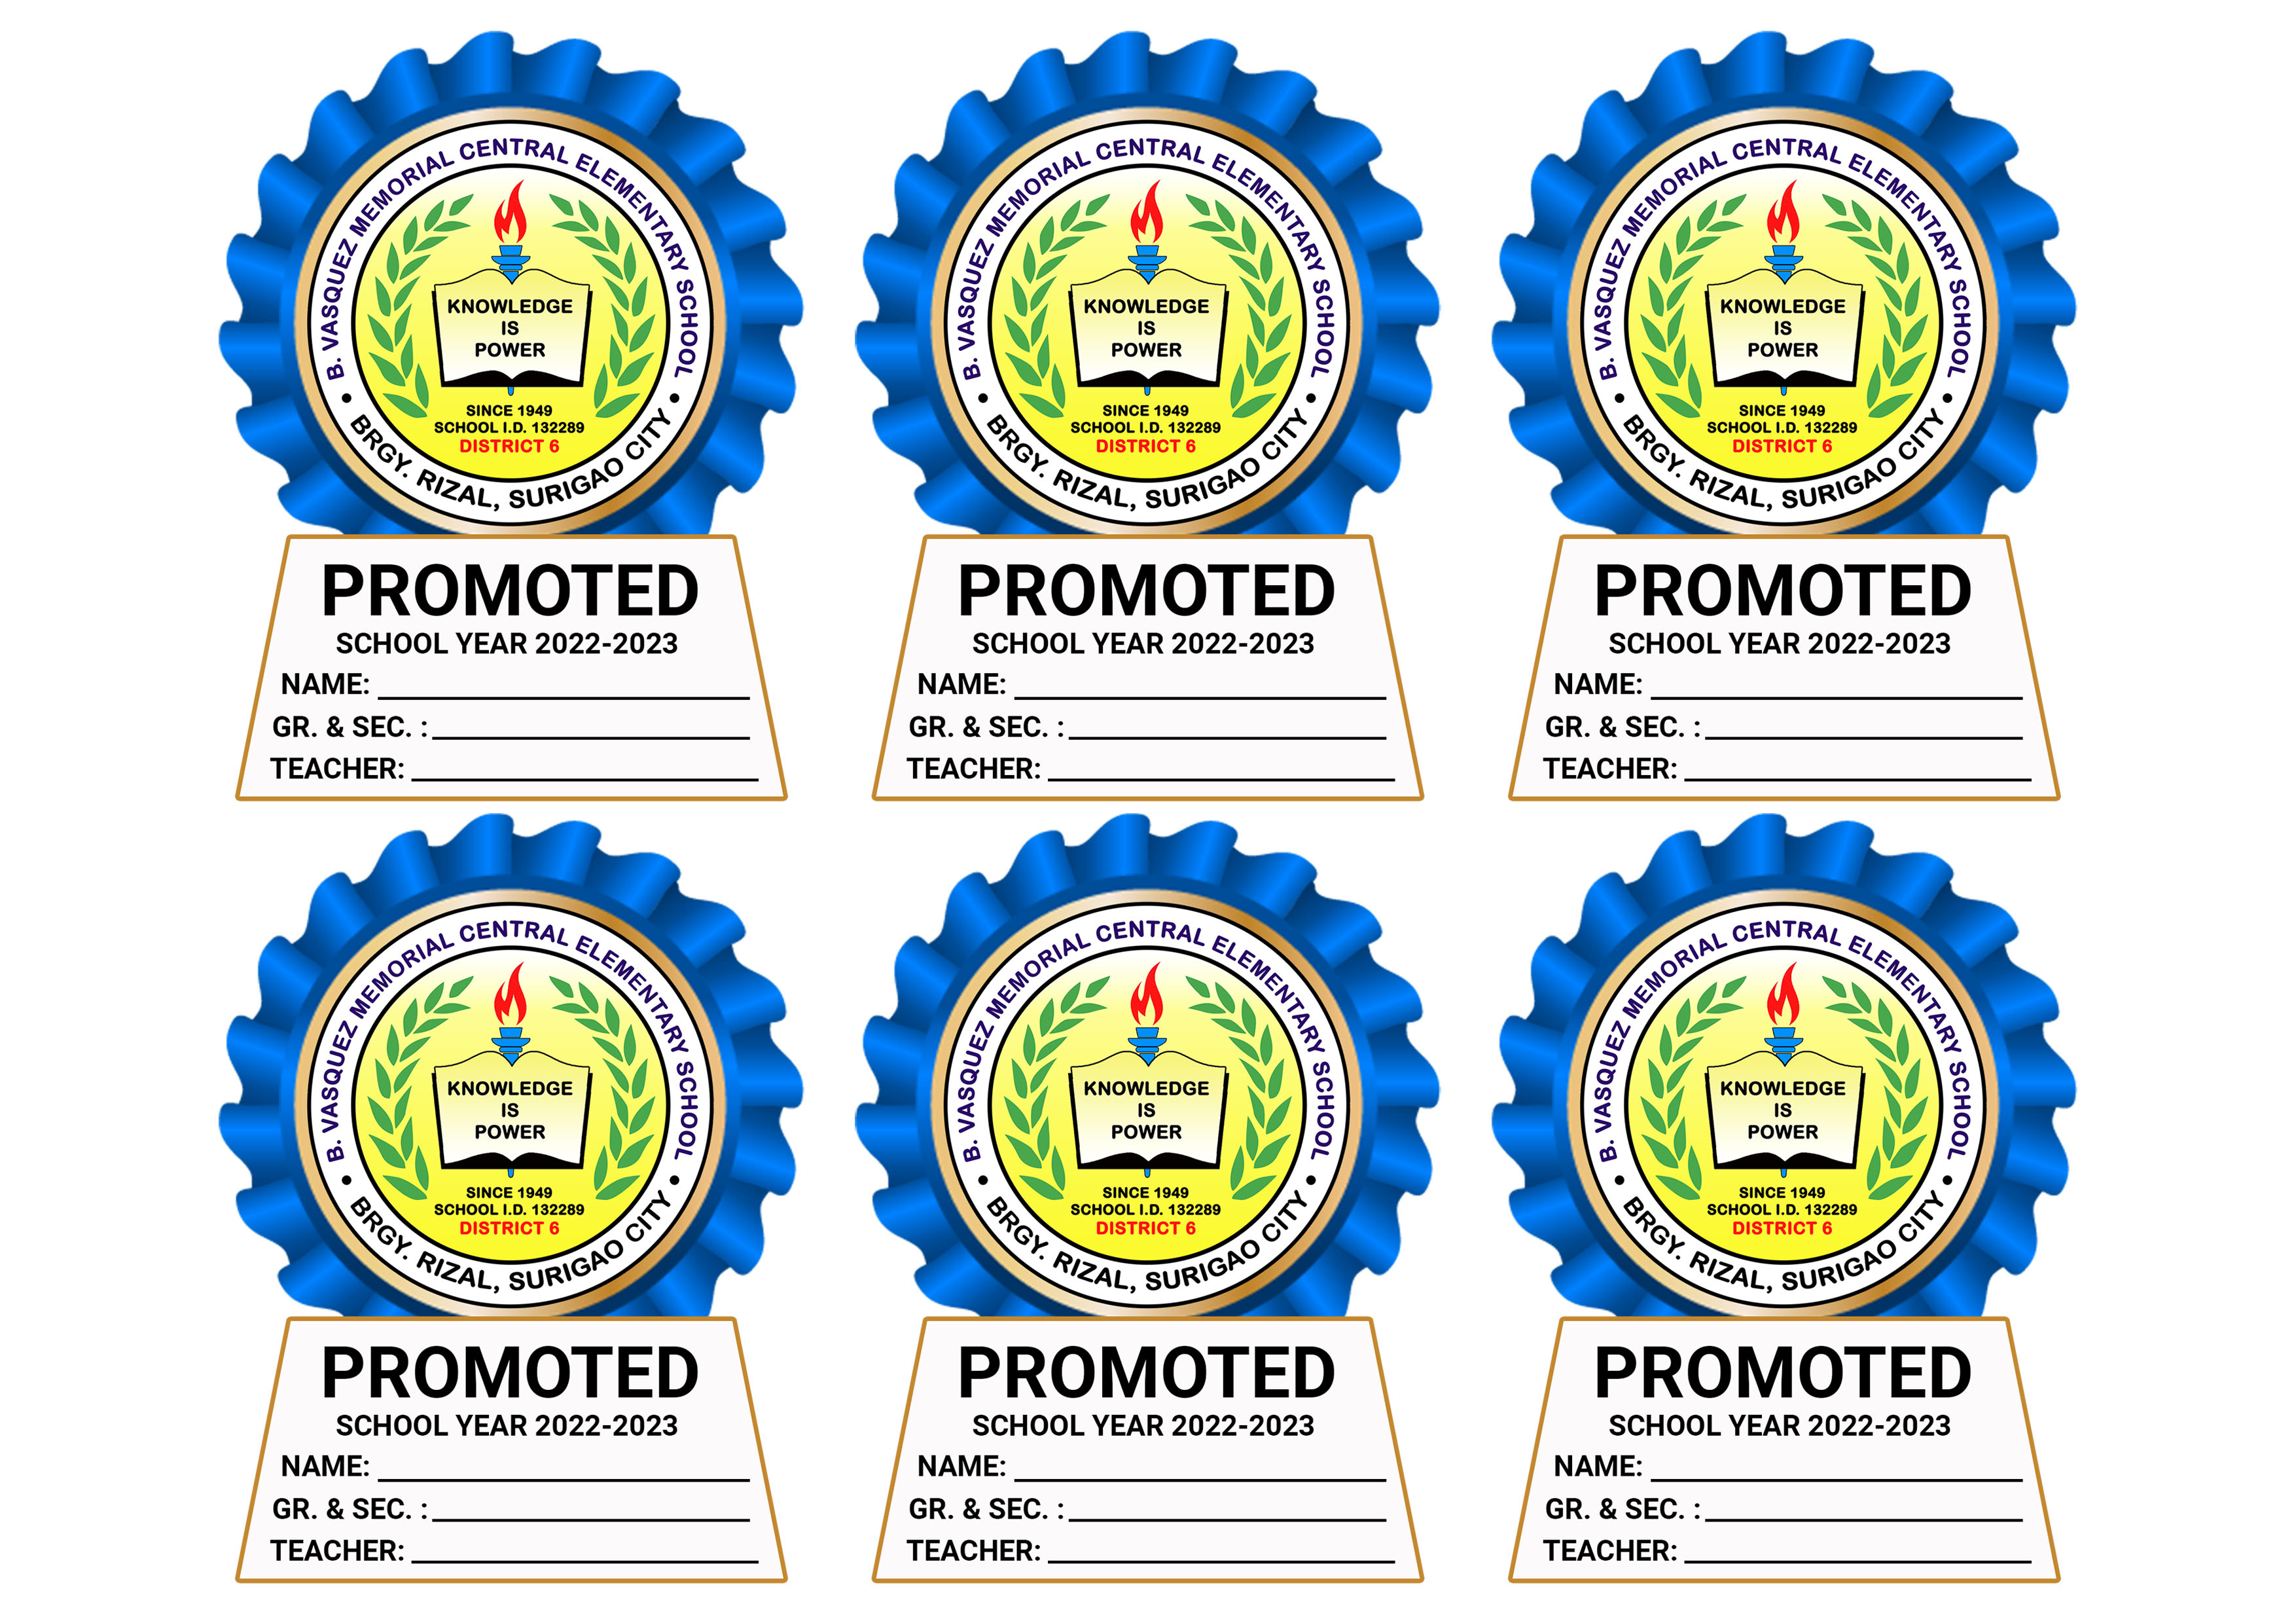 B. VASQUEZ MEMORIAL CENTRAL ELEMENTARY SCHOOL
KNOWLEDGE
IS
POWER
SINCE 1949
SCHOOL I.D. 132289
DISTRICT 6
• BRGY. RIZAL, SURIGAO CITY •
PROMOTED
SCHOOL YEAR 2022-2023
NAME:
GR. & SEC. :
TEACHER:
B. VASQUEZ MEMORIAL CENTRAL ELEMENTARY SCHOOL
KNOWLEDGE
IS
POWER
SINCE 1949
SCHOOL I.D. 132289
DISTRICT 6
• BRGY. RIZAL, SURIGAO CITY •
PROMOTED
SCHOOL YEAR 2022-2023
NAME:
GR. & SEC. :
TEACHER:
B. VASQUEZ MEMORIAL CENTRAL ELEMENTARY SCHOOL
KNOWLEDGE
IS
POWER
SINCE 1949
SCHOOL I.D. 132289
DISTRICT 6
• BRGY. RIZAL, SURIGAO CITY •
PROMOTED
SCHOOL YEAR 2022-2023
NAME:
GR. & SEC. :
TEACHER:
B. VASQUEZ MEMORIAL CENTRAL ELEMENTARY SCHOOL
KNOWLEDGE
IS
POWER
SINCE 1949
SCHOOL I.D. 132289
DISTRICT 6
• BRGY. RIZAL, SURIGAO CITY •
PROMOTED
SCHOOL YEAR 2022-2023
NAME:
GR. & SEC. :
TEACHER:
B. VASQUEZ MEMORIAL CENTRAL ELEMENTARY SCHOOL
KNOWLEDGE
IS
POWER
SINCE 1949
SCHOOL I.D. 132289
DISTRICT 6
• BRGY. RIZAL, SURIGAO CITY •
PROMOTED
SCHOOL YEAR 2022-2023
NAME:
GR. & SEC. :
TEACHER:
B. VASQUEZ MEMORIAL CENTRAL ELEMENTARY SCHOOL
KNOWLEDGE
IS
POWER
SINCE 1949
SCHOOL I.D. 132289
DISTRICT 6
• BRGY. RIZAL, SURIGAO CITY •
PROMOTED
SCHOOL YEAR 2022-2023
NAME:
GR. & SEC. :
TEACHER: